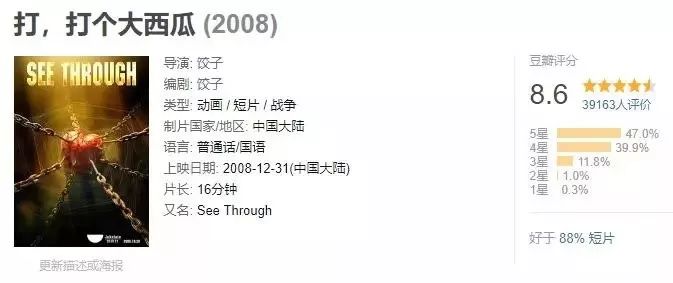 打，打个大西瓜 (2008)
SEE THROUGH
导演: 饺子
编剧: 饺子
类型: 动画 / 短片 / 战争
制片国家/地区: 中国大陆
语言: 普通话/国语
上映日期: 2008-12-31(中国大陆)
片长: 16分钟
又名: See Through
更新描述或海报
豆瓣评分
8.6
39163人评价
5星 47.0%
4星 39.9%
3星 11.8%
2星 1.0%
1星 0.3%
好于 88% 短片